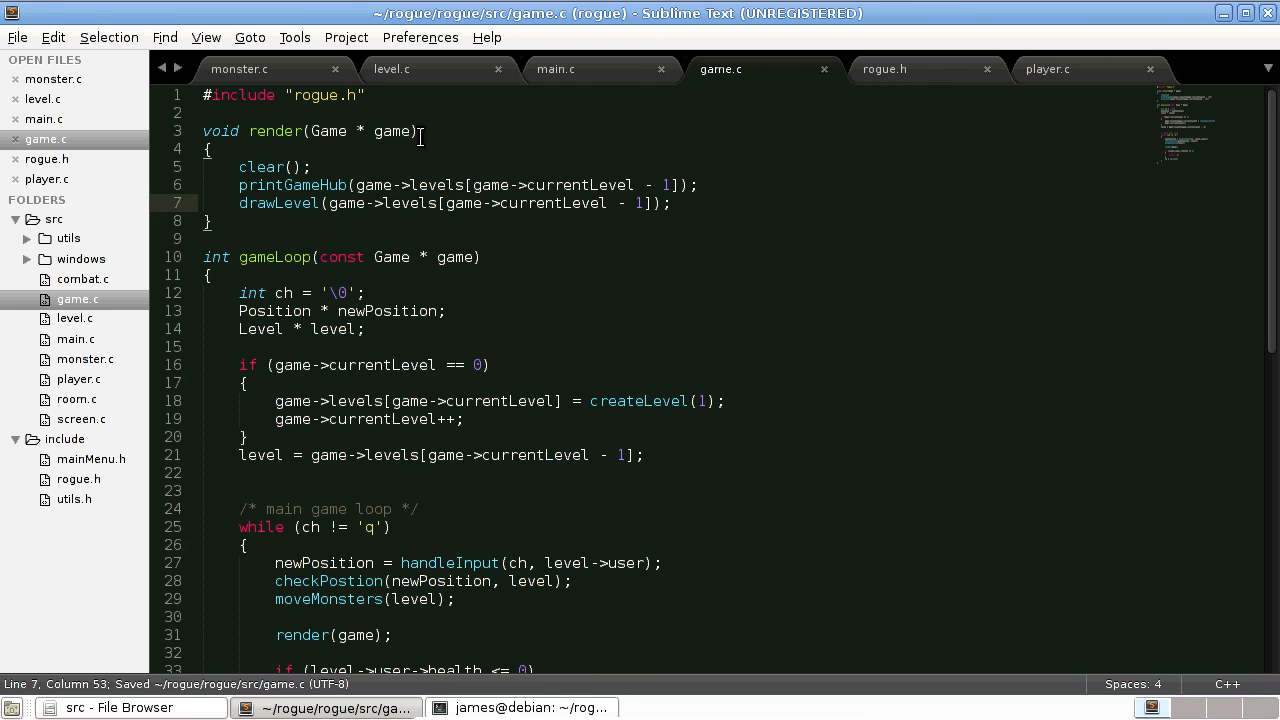 ~/rogue/rogue/src/game.c (rogue) - Sublime Text (UNREGISTERED)
File Edit Selection Find View Goto Tools Project Preferences Help
OPEN FILES
monster.c
level.c
main.c
game.c
rogue.h
player.c
FOLDERS
src
utils
windows
combat.c
game.c
level.c
main.c
monster.c
player.c
room.c
screen.c
include
mainMenu.h
rogue.h
utils.h
monster.c level.c main.c game.c rogue.h player.c
1 #include "rogue.h"
2
3 void render(Game * game)
4 {
5 clear();
6 printGameHub(game->levels[game->currentLevel - 1]);
7 drawLevel(game->levels[game->currentLevel - 1]);
8 }
9
10 int gameLoop(const Game * game)
11 {
12 int ch = '\0';
13 Position * newPosition;
14 Level * level;
15
16 if (game->currentLevel == 0)
17 {
18 game->levels[game->currentLevel] = createLevel(1);
19 game->currentLevel++;
20 }
21 level = game->levels[game->currentLevel - 1];
22
23
24 /* main game loop */
25 while (ch != 'q')
26 {
27 newPosition = handleInput(ch, level->user);
28 checkPostion(newPosition, level);
29 moveMonsters(level);
30
31 render(game);
32
33 if (level->user->health <= 0)
Line 7, Column 53; Saved ~/rogue/rogue/src/game.c (UTF-8) Spaces: 4 C++
src - File Browser ~/rogue/rogue/src/ga... james@debian: ~/rog...